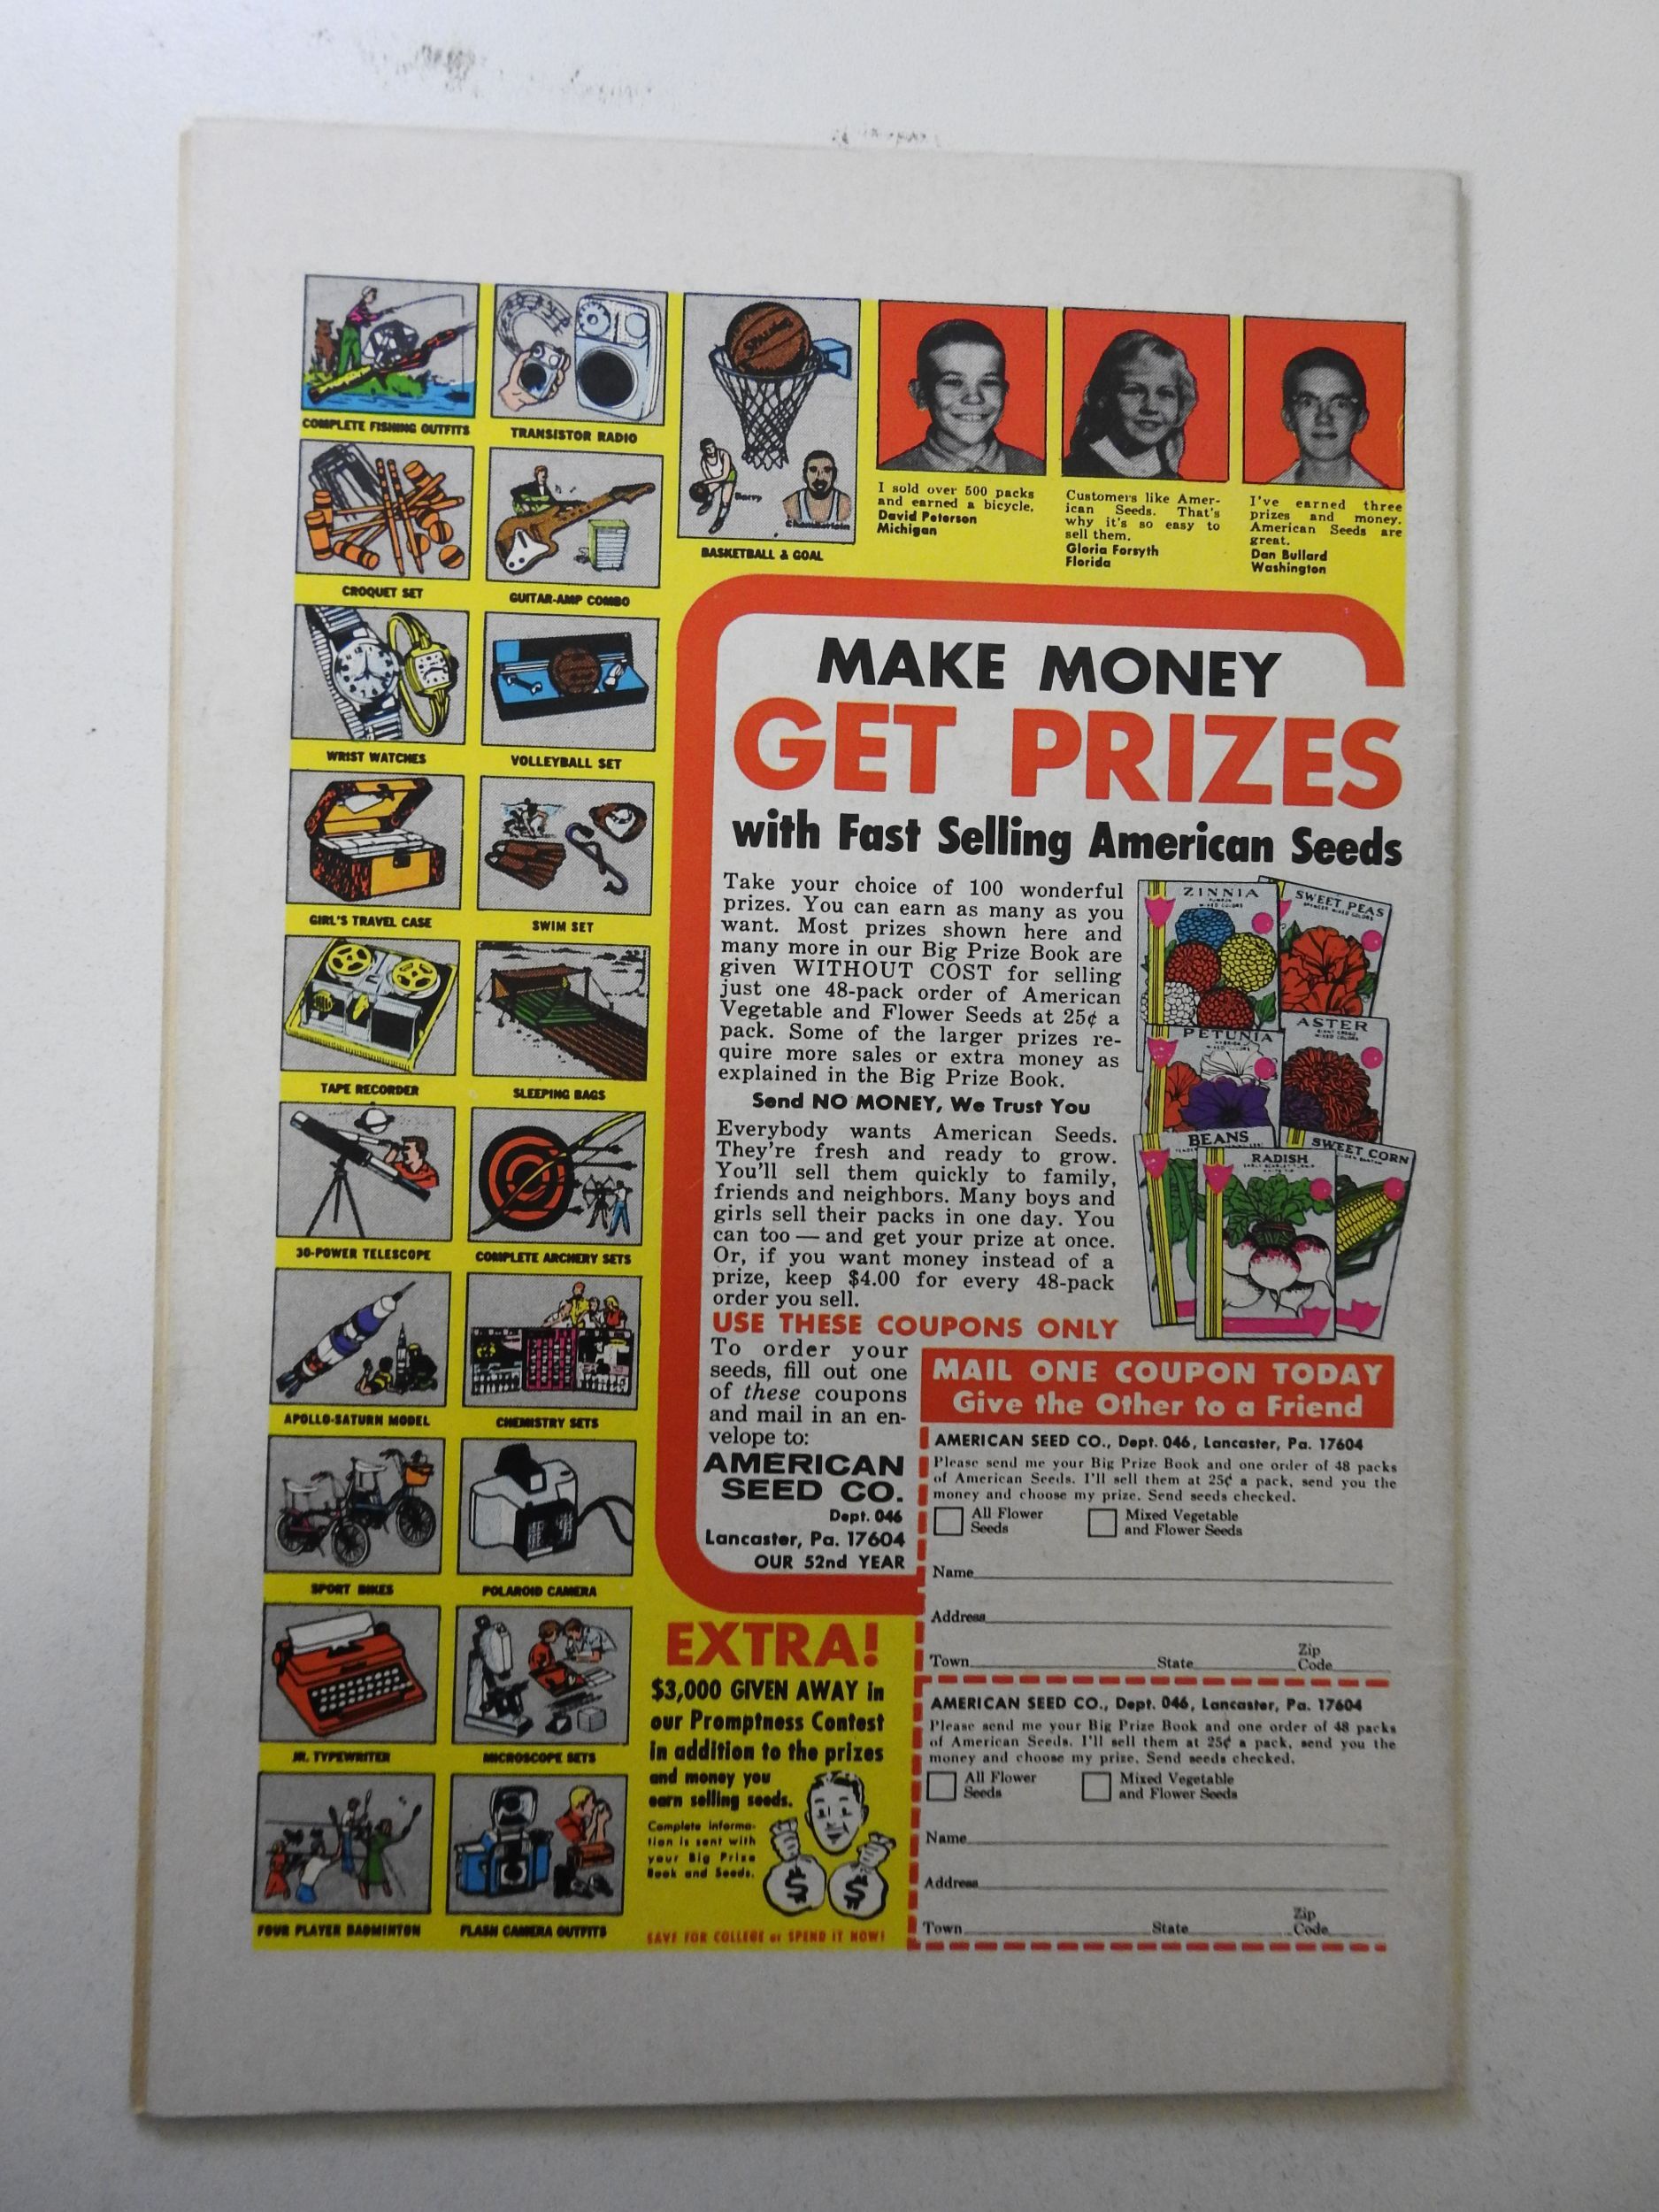 COMPLETE FISHING OUTFITS
TRANSISTOR RADIO
SPALDING
Barry
Chamberlain
BASKETBALL & GOAL
CROQUET SET
GUITAR-AMP COMBO
WRIST WATCHES
VOLLEYBALL SET
GIRL'S TRAVEL CASE
SWIM SET
TAPE RECORDER
SLEEPING BAGS
30-POWER TELESCOPE
COMPLETE ARCHERY SETS
APOLLO-SATURN MODEL
CHEMISTRY SETS
SPORT BIKES
POLAROID CAMERA
JR. TYPEWRITER
MICROSCOPE SETS
FOUR PLAYER BADMINTON
FLASH CAMERA OUTFITS
I sold over 500 packs
and earned a bicycle.
David Peterson
Michigan
Customers like Amer-
ican Seeds. That's
why it's so easy to
sell them.
Gloria Forsyth
Florida
I've earned three
prizes and money.
American Seeds are
great.
Dan Bullard
Washington
MAKE MONEY
GET PRIZES
with Fast Selling American Seeds
Take your choice of 100 wonderful
prizes. You can earn as many as you
want. Most prizes shown here and
many more in our Big Prize Book are
given WITHOUT COST for selling
just one 48-pack order of American
Vegetable and Flower Seeds at 25¢ a
pack. Some of the larger prizes re-
quire more sales or extra money as
explained in the Big Prize Book.
Send NO MONEY, We Trust You
Everybody wants American Seeds.
They're fresh and ready to grow.
You'll sell them quickly to family,
friends and neighbors. Many boys and
girls sell their packs in one day. You
can too — and get your prize at once.
Or, if you want money instead of a
prize, keep $4.00 for every 48-pack
order you sell.
ZINNIA
MIXED COLORS
SWEET PEAS
SPENCER MIXED COLORS
PETUNIA
MIXED COLORS
ASTER
MIXED COLORS
BEANS
RADISH
SWEET CORN
USE THESE COUPONS ONLY
To order your
seeds, fill out one
of these coupons
and mail in an en-
velope to:
AMERICAN
SEED CO.
Dept. 046
Lancaster, Pa. 17604
OUR 52nd YEAR
EXTRA!
$3,000 GIVEN AWAY in
our Promptness Contest
in addition to the prizes
and money you
earn selling seeds.
Complete informa-
tion is sent with
your Big Prize
Book and Seeds.
$ $
SAVE FOR COLLEGE or SPEND IT NOW!
MAIL ONE COUPON TODAY
Give the Other to a Friend
AMERICAN SEED CO., Dept. 046, Lancaster, Pa. 17604
Please send me your Big Prize Book and one order of 48 packs
of American Seeds. I'll sell them at 25¢ a pack, send you the
money and choose my prize. Send seeds checked.
All Flower Seeds
Mixed Vegetable and Flower Seeds
Name
Address
Town State Zip Code
AMERICAN SEED CO., Dept. 046, Lancaster, Pa. 17604
Please send me your Big Prize Book and one order of 48 packs
of American Seeds. I'll sell them at 25¢ a pack, send you the
money and choose my prize. Send seeds checked.
All Flower Seeds
Mixed Vegetable and Flower Seeds
Name
Address
Town State Zip Code